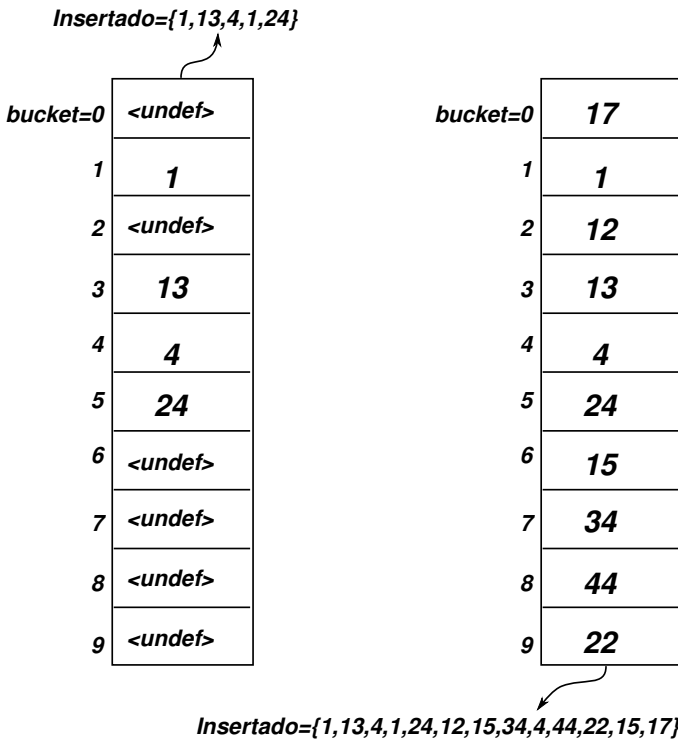 Insertado={1,13,4,1,24}
bucket=0 <undef>
1 1
2 <undef>
3 13
4 4
5 24
6 <undef>
7 <undef>
8 <undef>
9 <undef>
bucket=0 17
1 1
2 12
3 13
4 4
5 24
6 15
7 34
8 44
9 22
Insertado={1,13,4,1,24,12,15,34,4,44,22,15,17}